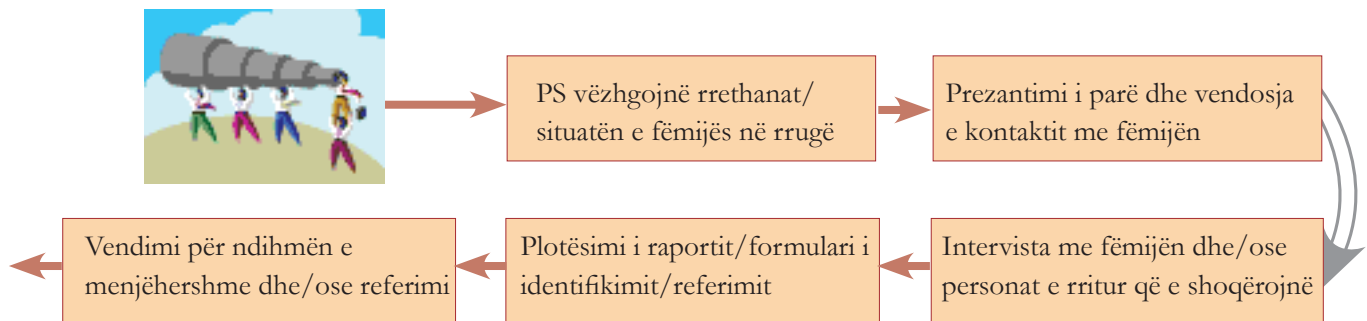 PS vëzhgojnë rrethanat/
situatën e fëmijës në rrugë
Prezantimi i parë dhe vendosja
e kontaktit me fëmijën
Intervista me fëmijën dhe/ose
personat e rritur që e shoqërojnë
Plotësimi i raportit/formulari i
identifikimit/referimit
Vendimi për ndihmën e
menjëhershme dhe/ose referimi